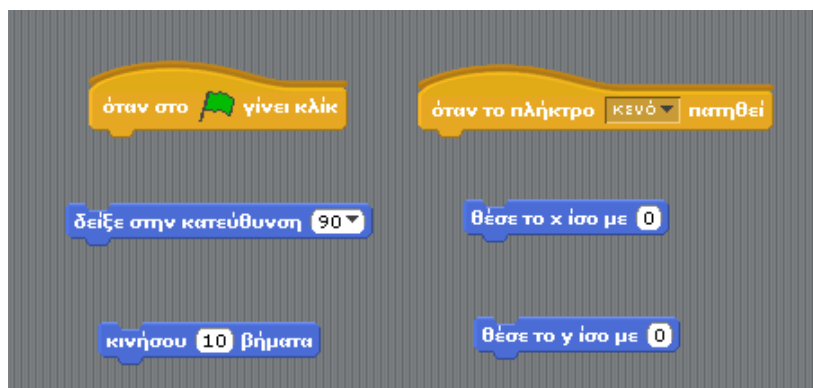 όταν στο γίνει κλίκ
όταν το πλήκτρο κενό πατηθεί
δείξε στην κατεύθυνση 90
θέσε το x ίσο με 0
κινήσου 10 βήματα
θέσε το y ίσο με 0